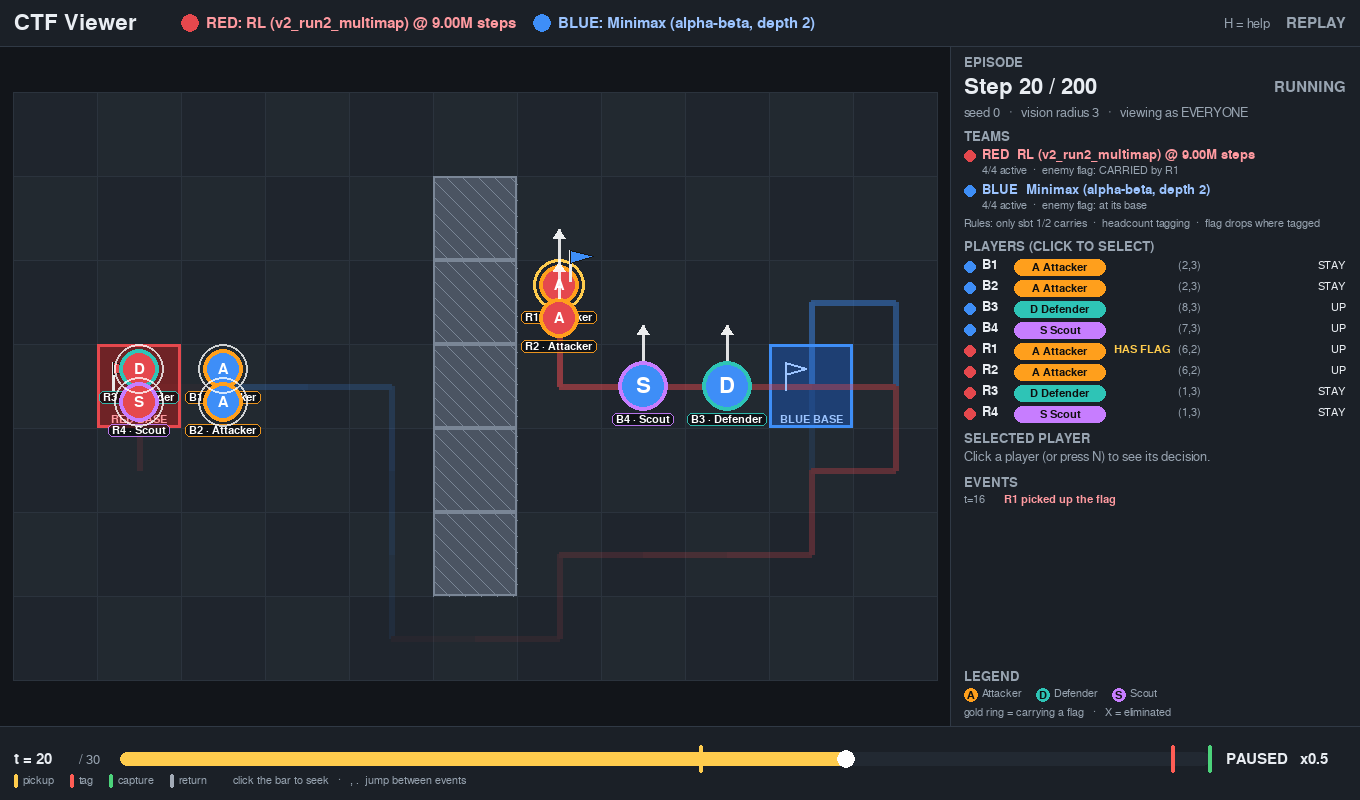 CTF Viewer
RED: RL (v2_run2_multimap) @ 9.00M steps
BLUE: Minimax (alpha-beta, depth 2)
H = help
REPLAY
A
R2 · Attacker
D
S
RED BASE
R4 · Scout
A
A
B2 · Attacker
S
B4 · Scout
D
B3 · Defender
BLUE BASE
EPISODE
Step 20 / 200
RUNNING
seed 0 · vision radius 3 · viewing as EVERYONE
TEAMS
RED RL (v2_run2_multimap) @ 9.00M steps
4/4 active · enemy flag: CARRIED by R1
BLUE Minimax (alpha-beta, depth 2)
4/4 active · enemy flag: at its base
Rules: only slot 1/2 carries · headcount tagging · flag drops where tagged
PLAYERS (CLICK TO SELECT)
B1 A Attacker (2,3) STAY
B2 A Attacker (2,3) STAY
B3 D Defender (8,3) UP
B4 S Scout (7,3) UP
R1 A Attacker HAS FLAG (6,2) UP
R2 A Attacker (6,2) UP
R3 D Defender (1,3) STAY
R4 S Scout (1,3) STAY
SELECTED PLAYER
Click a player (or press N) to see its decision.
EVENTS
t=16 R1 picked up the flag
LEGEND
A Attacker D Defender S Scout
gold ring = carrying a flag · X = eliminated
t = 20 / 30
PAUSED x0.5
pickup tag capture return click the bar to seek · , . jump between events